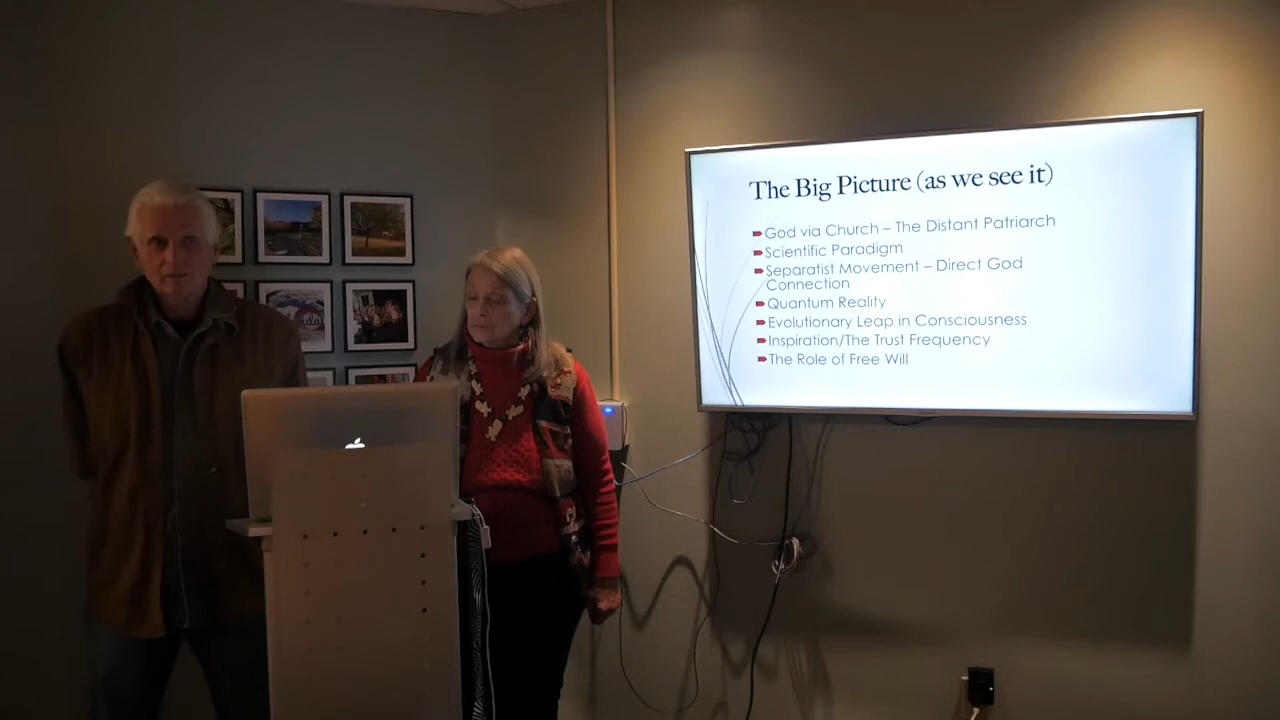 The Big Picture (as we see it)
God via Church – The Distant Patriarch
Scientific Paradigm
Separatist Movement – Direct God
Connection
Quantum Reality
Evolutionary Leap in Consciousness
Inspiration/The Trust Frequency
The Role of Free Will